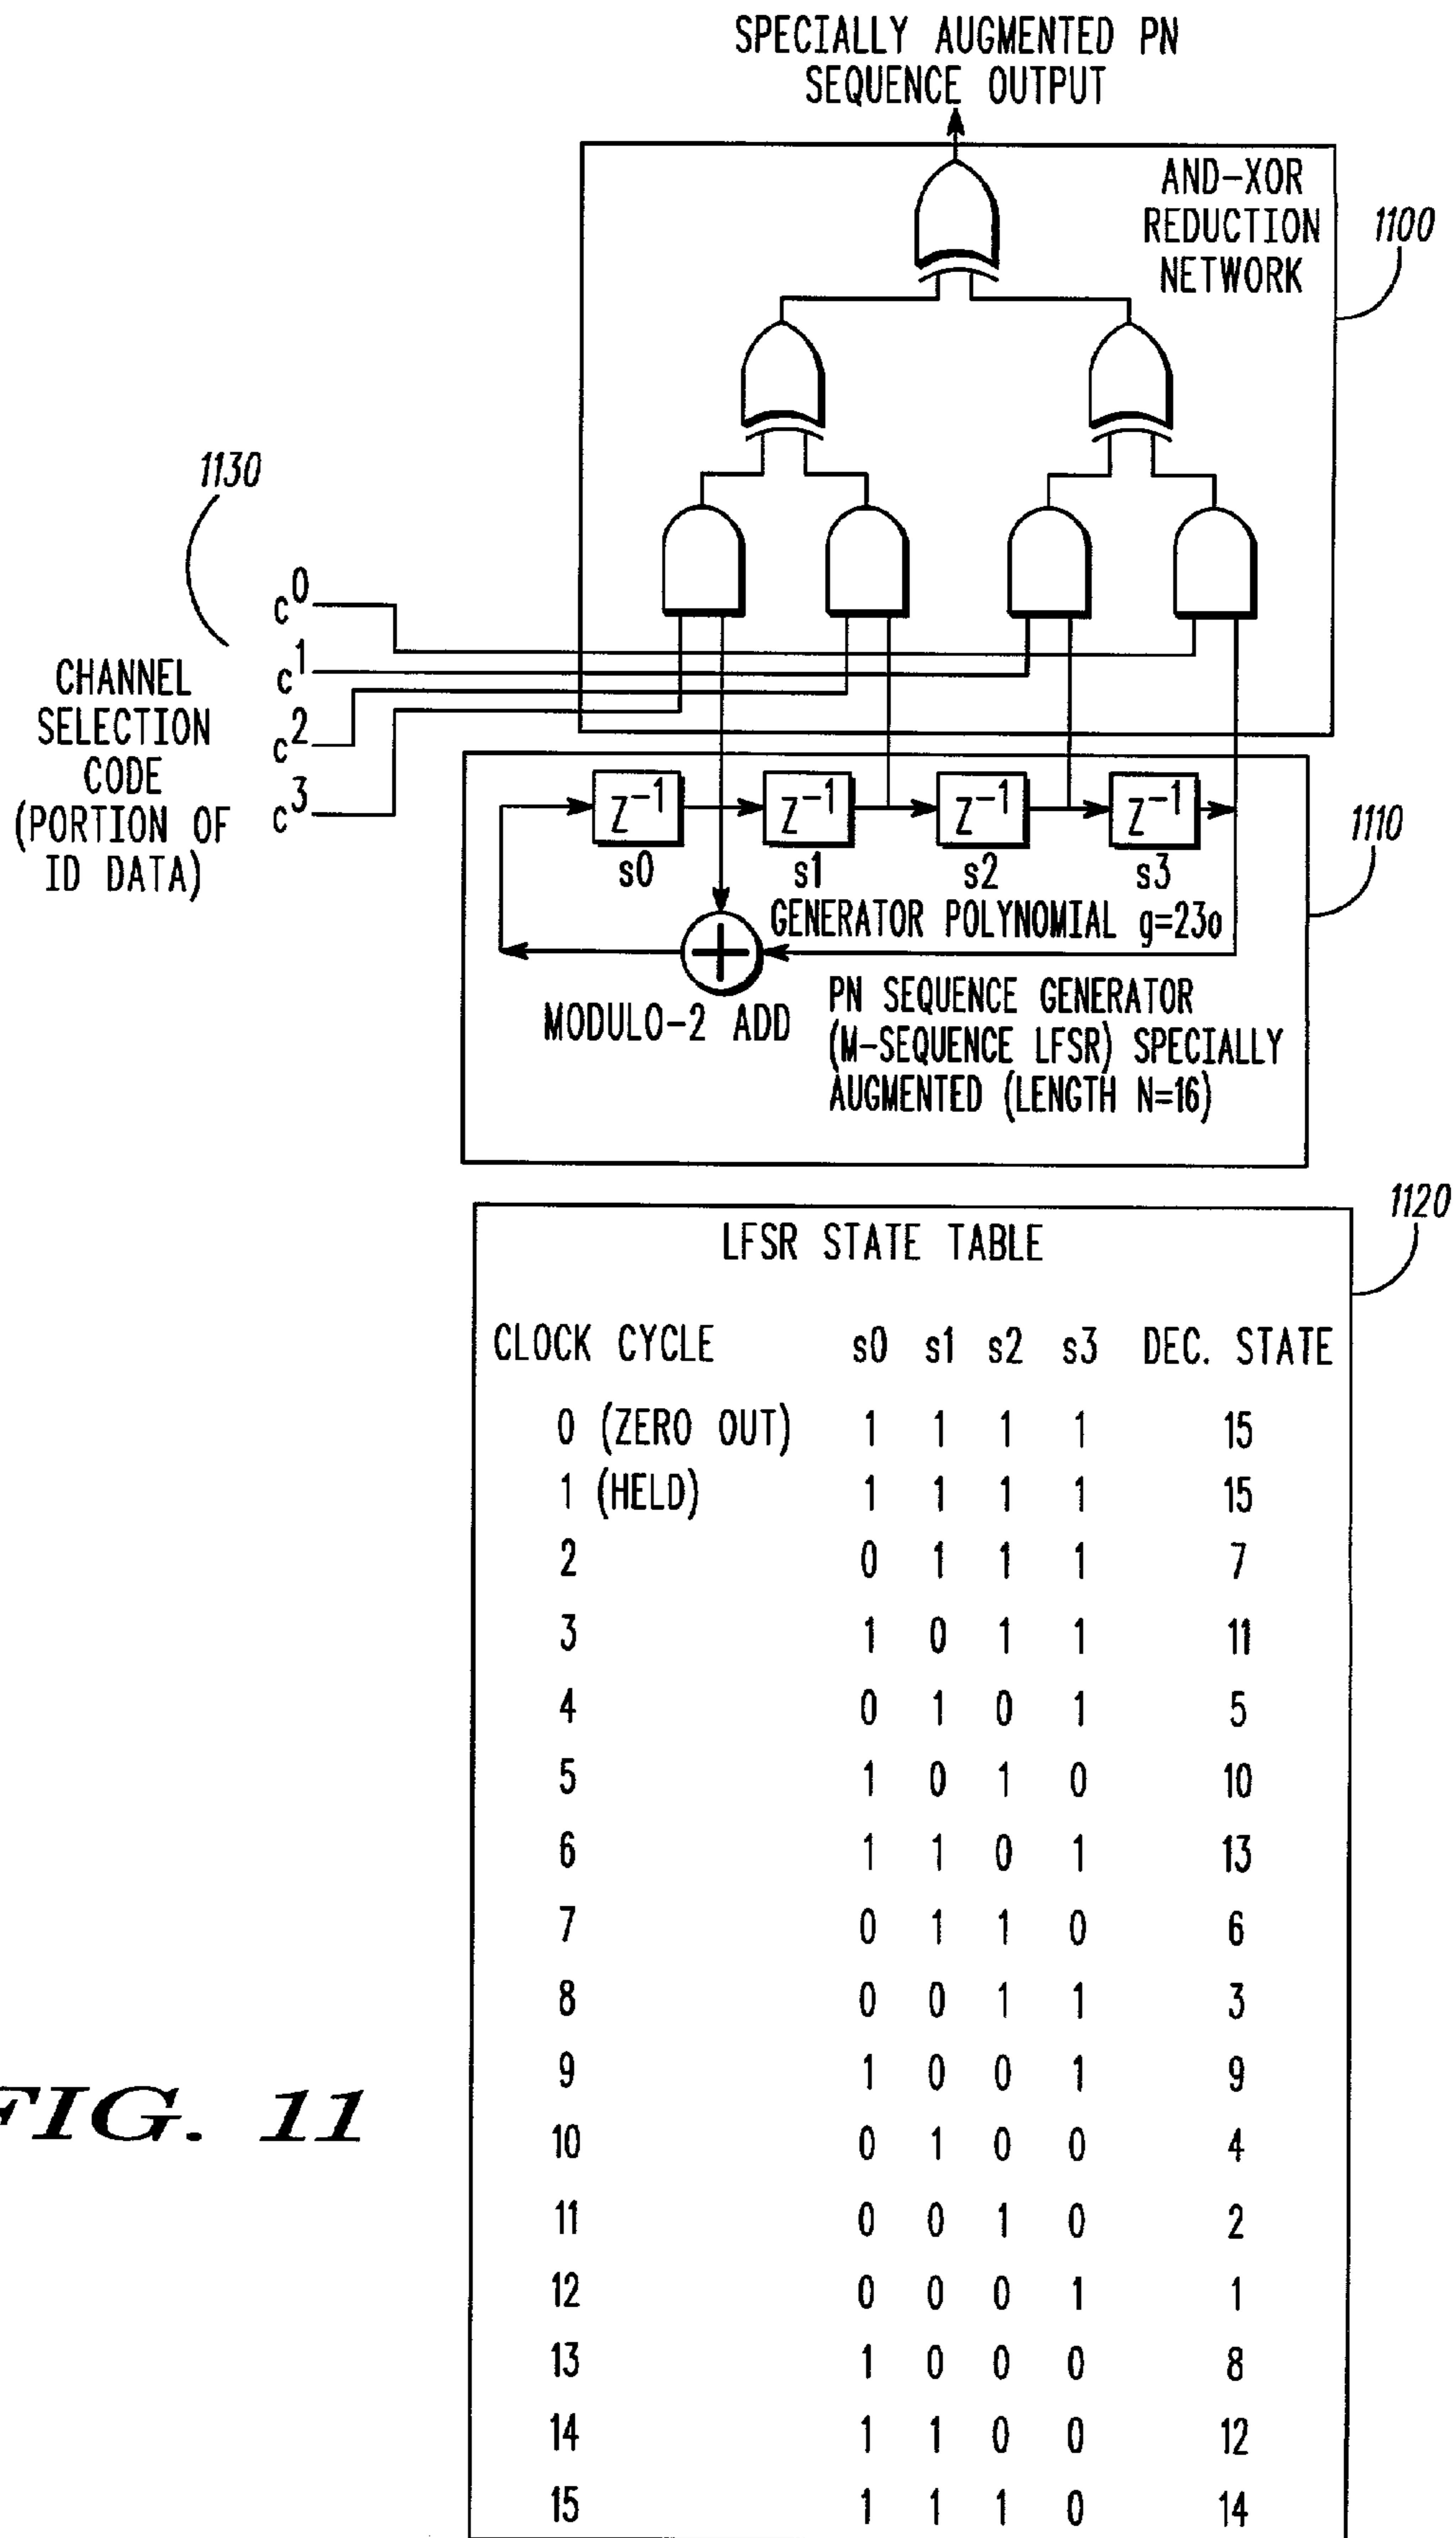 SPECIALLY AUGMENTED PN
SEQUENCE OUTPUT
AND-XOR
REDUCTION
NETWORK
1100
1130
c0
c1
c2
c3
CHANNEL
SELECTION
CODE
(PORTION OF
ID DATA)
Z-1 Z-1 Z-1 Z-1
s0 s1 s2 s3
1110
GENERATOR POLYNOMIAL g=23o
MODULO-2 ADD
PN SEQUENCE GENERATOR
(M-SEQUENCE LFSR) SPECIALLY
AUGMENTED (LENGTH N=16)
1120
LFSR STATE TABLE
CLOCK CYCLE s0 s1 s2 s3 DEC. STATE
0 (ZERO OUT) 1 1 1 1 15
1 (HELD) 1 1 1 1 15
2 0 1 1 1 7
3 1 0 1 1 11
4 0 1 0 1 5
5 1 0 1 0 10
6 1 1 0 1 13
7 0 1 1 0 6
8 0 0 1 1 3
9 1 0 0 1 9
10 0 1 0 0 4
11 0 0 1 0 2
12 0 0 0 1 1
13 1 0 0 0 8
14 1 1 0 0 12
15 1 1 1 0 14
FIG. 11